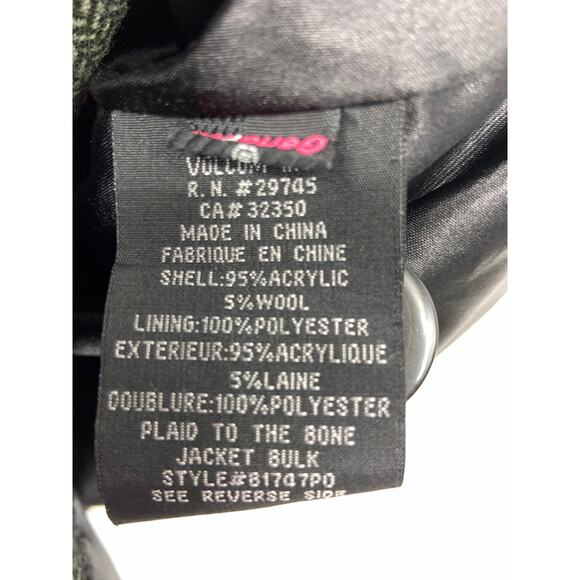 VOLCOM
R.N. #29745
CA# 32350
MADE IN CHINA
FABRIQUE EN CHINE
SHELL:95%ACRYLIC
5%WOOL
LINING:100%POLYESTER
EXTERIEUR:95%ACRYLIQUE
5%LAINE
DOUBLURE:100%POLYESTER
PLAID TO THE BONE
JACKET BULK
STYLE#B1747P0
SEE REVERSE SIDE